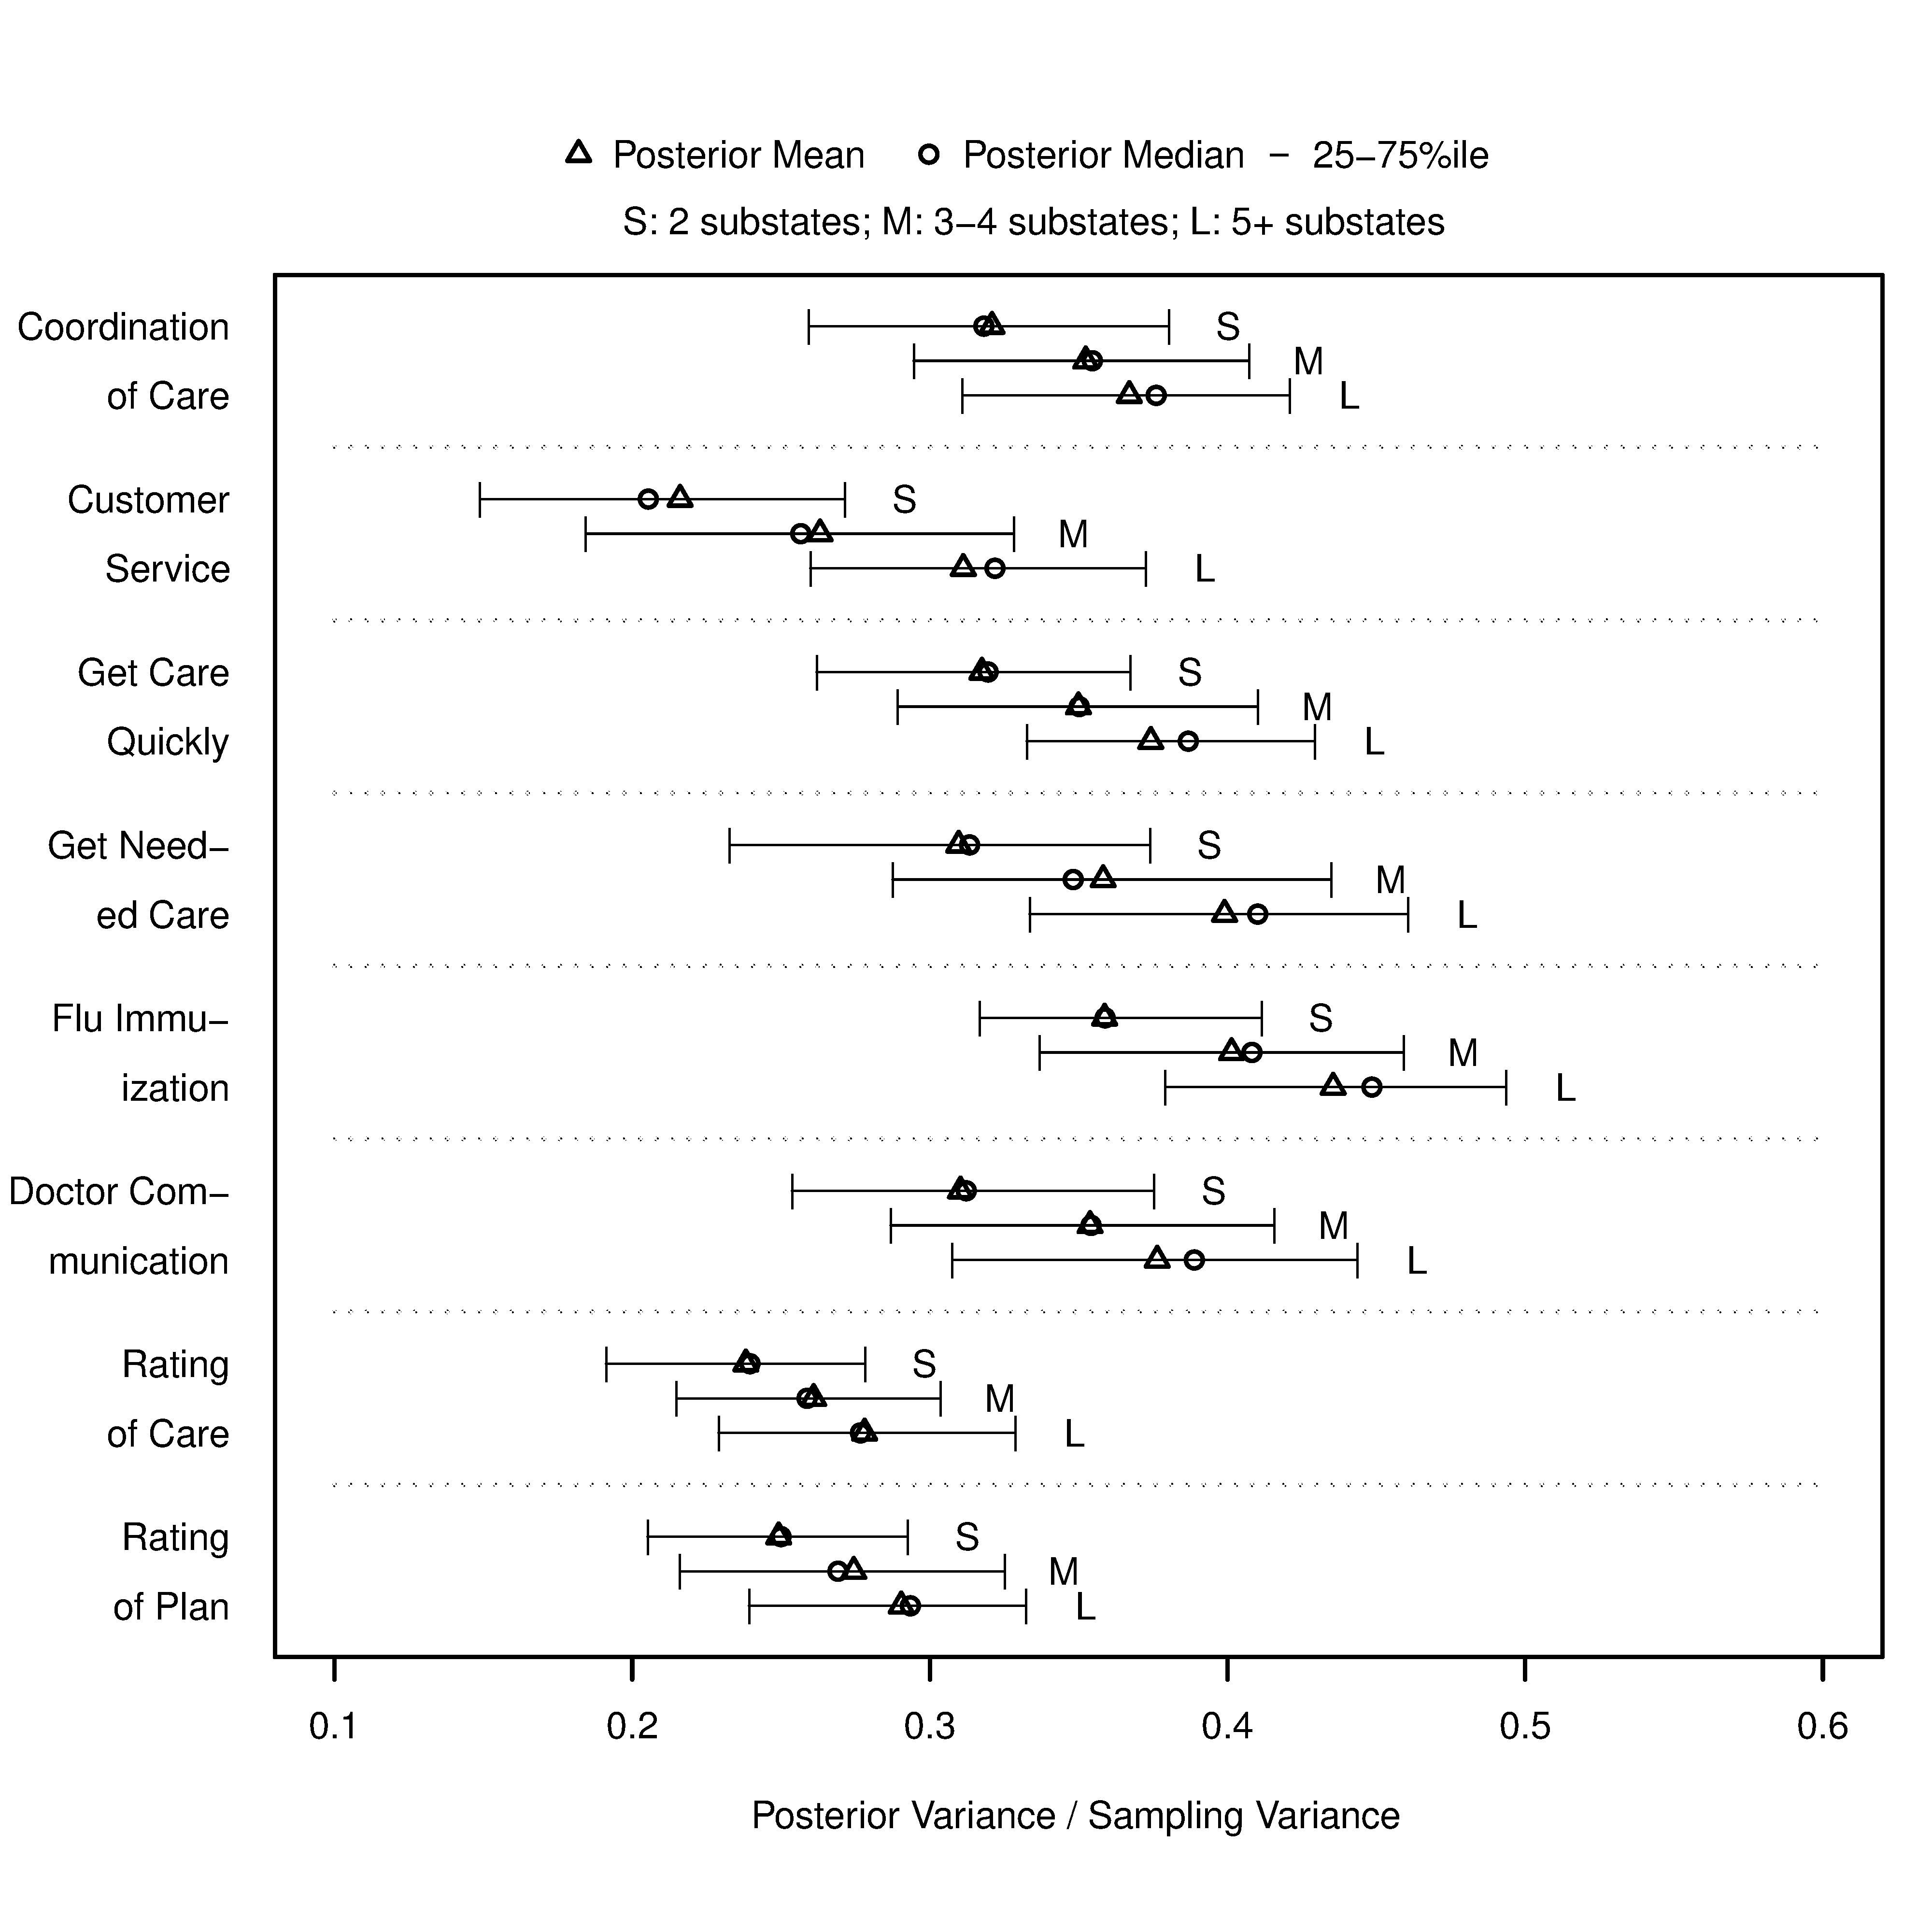 Posterior Mean Posterior Median – 25–75%ile
S: 2 substates; M: 3–4 substates; L: 5+ substates
Coordination S
M
of Care L
Customer S
M
Service L
Get Care S
M
Quickly L
Get Need– S
M
ed Care L
Flu Immu– S
M
ization L
Doctor Com– S
M
munication L
Rating S
M
of Care L
Rating S
M
of Plan L
0.1 0.2 0.3 0.4 0.5 0.6
Posterior Variance / Sampling Variance